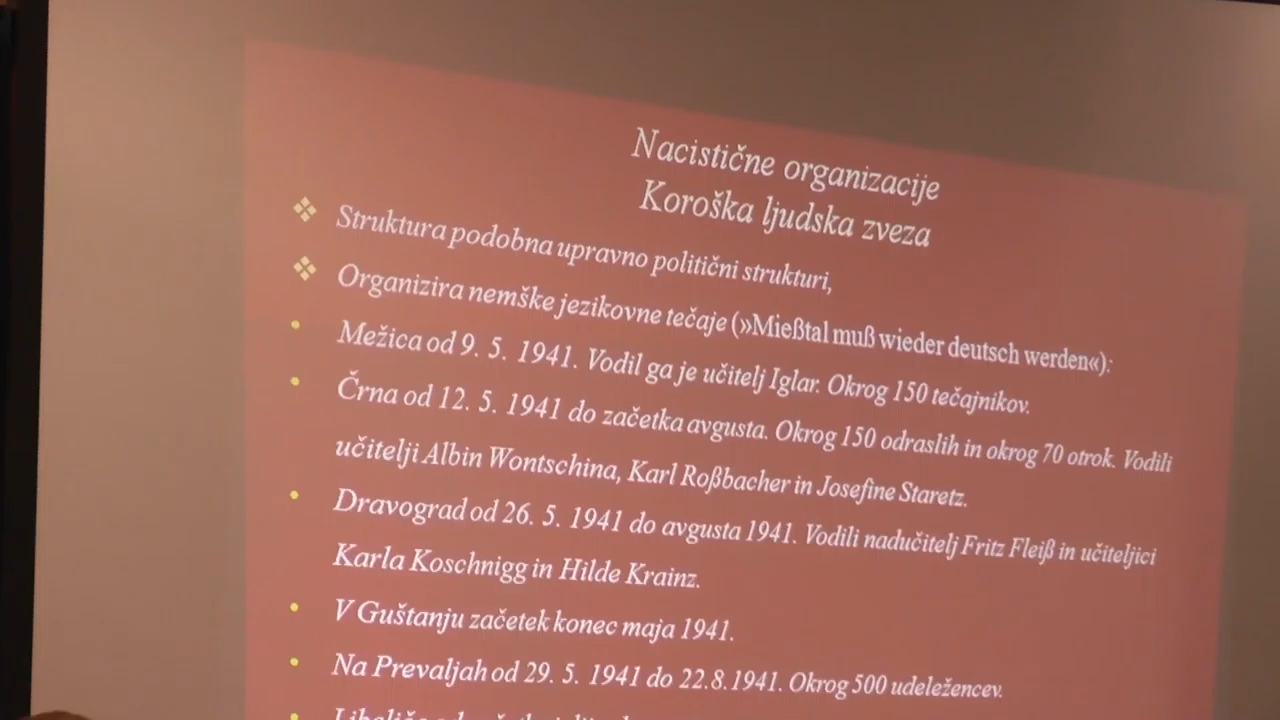 Nacistične organizacije
Koroška ljudska zveza
❖ Struktura podobna upravno politični strukturi,
❖ Organizira nemške jezikovne tečaje (»Mießtal muß wieder deutsch werden«):
• Mežica od 9. 5. 1941. Vodil ga je učitelj Iglar. Okrog 150 tečajnikov.
• Črna od 12. 5. 1941 do začetka avgusta. Okrog 150 odraslih in okrog 70 otrok. Vodili
učitelji Albin Wontschina, Karl Roßbacher in Josefine Staretz.
• Dravograd od 26. 5. 1941 do avgusta 1941. Vodili nadučitelj Fritz Fleiß in učiteljici
Karla Koschnigg in Hilde Krainz.
• V Guštanju začetek konec maja 1941.
• Na Prevaljah od 29. 5. 1941 do 22.8.1941. Okrog 500 udeležencev.